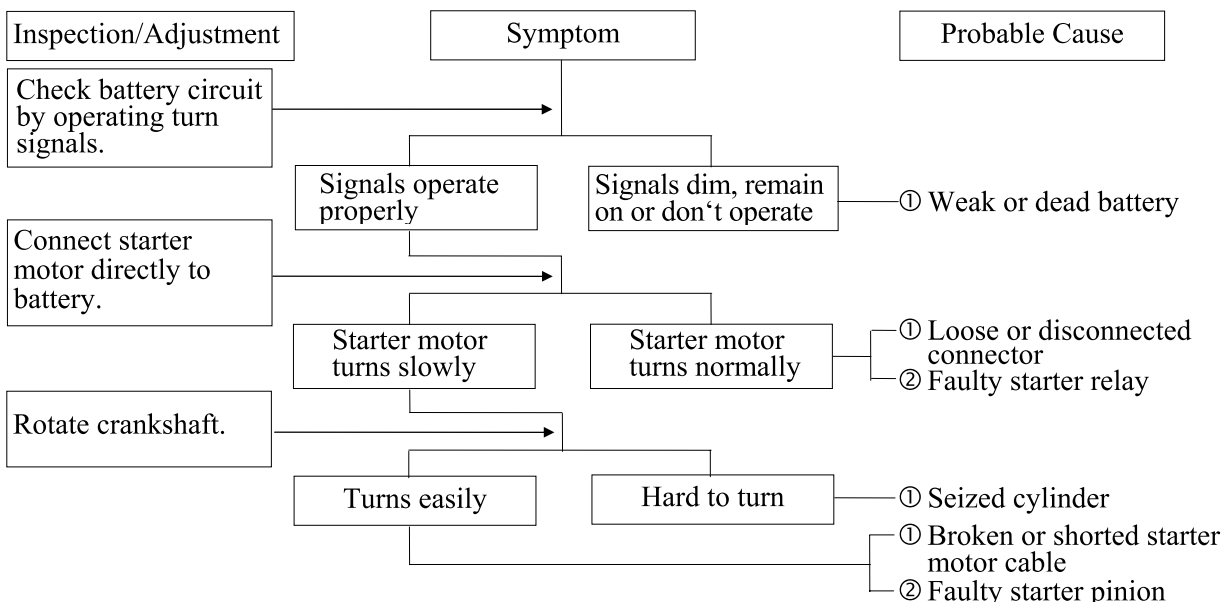 Inspection/Adjustment
Symptom
Probable Cause
Check battery circuit
by operating turn
signals.
Signals operate
properly
Signals dim, remain
on or don‘t operate
① Weak or dead battery
Connect starter
motor directly to
battery.
Starter motor
turns slowly
Starter motor
turns normally
① Loose or disconnected
connector
② Faulty starter relay
Rotate crankshaft.
Turns easily
Hard to turn
① Seized cylinder
① Broken or shorted starter
motor cable
② Faulty starter pinion